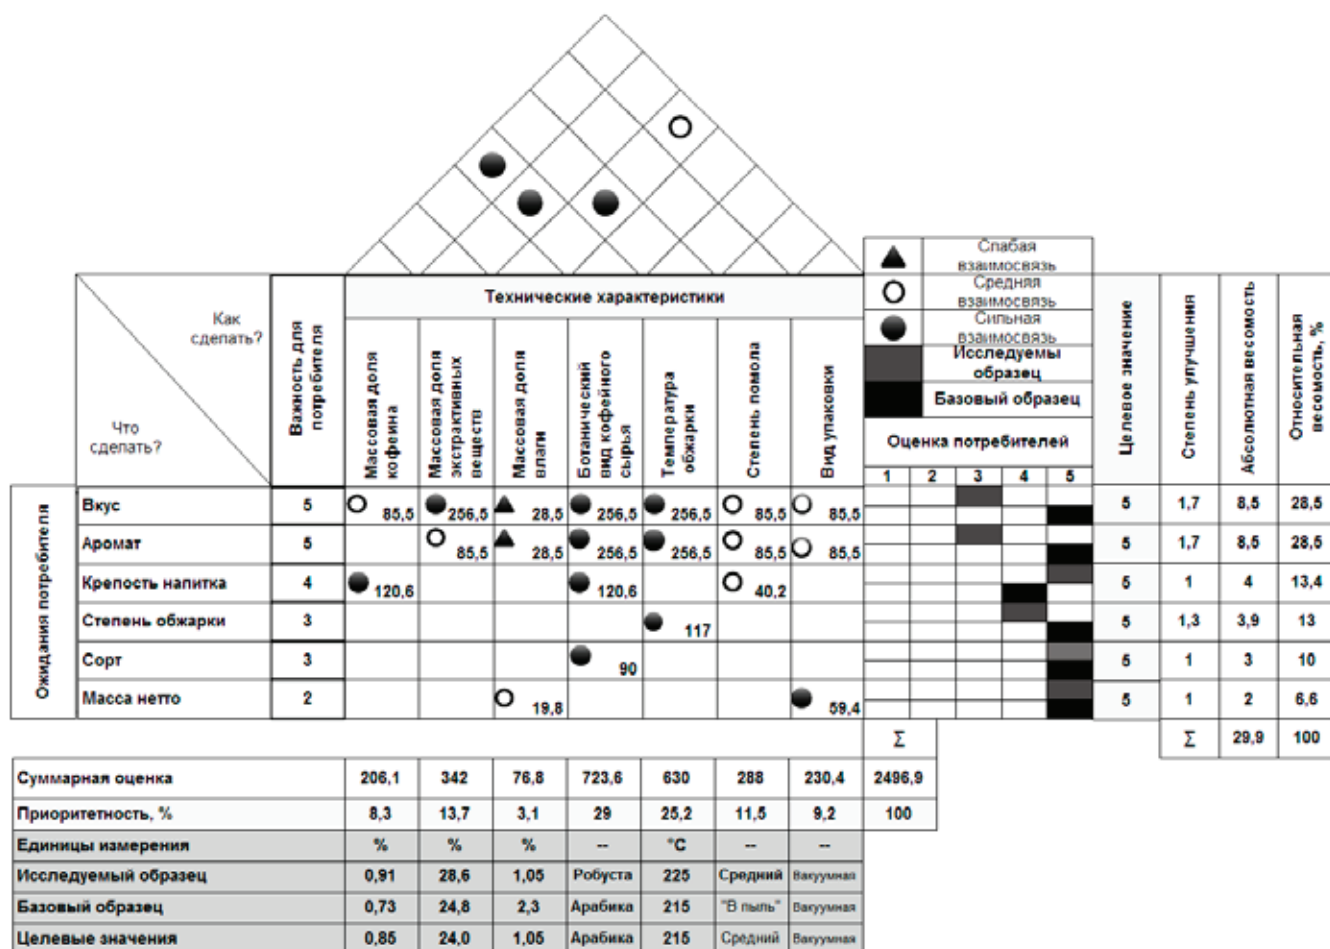 Слабая
взаимосвязь
Средняя
взаимосвязь
Сильная
взаимосвязь
Исследуемы
образец
Базовый образец
Оценка потребителей
1 2 3 4 5
Как
сделать?
Что
сделать?
Важность для
потребителя
Технические характеристики
Массовая доля
кофеина
Массовая доля
экстрактивных
веществ
Массовая доля
влаги
Ботанический
вид кофейного
сырья
Температура
обжарки
Степень помола
Вид упаковки
Целевое значение
Степень улучшения
Абсолютная весомость
Относительная
весомость, %
Ожидания потребителя
Вкус 5 85,5 256,5 28,5 256,5 256,5 85,5 85,5 5 1,7 8,5 28,5
Аромат 5 85,5 28,5 256,5 256,5 85,5 85,5 5 1,7 8,5 28,5
Крепость напитка 4 120,6 120,6 40,2 5 1 4 13,4
Степень обжарки 3 117 5 1,3 3,9 13
Сорт 3 90 5 1 3 10
Масса нетто 2 19,8 59,4 5 1 2 6,6
Σ Σ 29,9 100
Суммарная оценка 206,1 342 76,8 723,6 630 288 230,4 2496,9
Приоритетность, % 8,3 13,7 3,1 29 25,2 11,5 9,2 100
Единицы измерения % % % -- °C -- --
Исследуемый образец 0,91 28,6 1,05 Робуста 225 Средний Вакуумная
Базовый образец 0,73 24,8 2,3 Арабика 215 "В пыль" Вакуумная
Целевые значения 0,85 24,0 1,05 Арабика 215 Средний Вакуумная